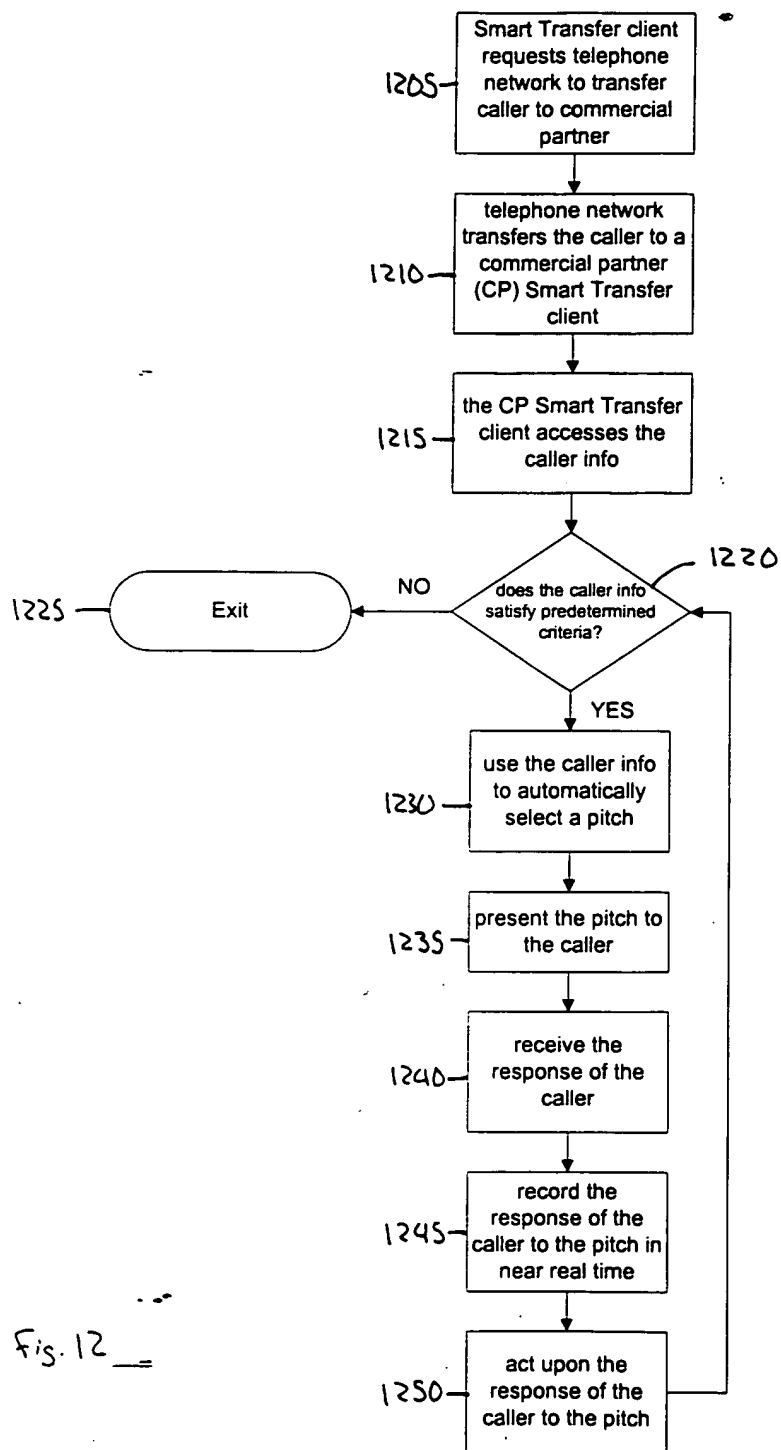 Smart Transfer client
requests telephone
network to transfer
caller to commercial
partner
1205
telephone network
transfers the caller to a
commercial partner
(CP) Smart Transfer
client
1210
the CP Smart Transfer
client accesses the
caller info
1215
does the caller info
satisfy predetermined
criteria?
1220
NO
Exit
1225
YES
use the caller info
to automatically
select a pitch
1230
present the pitch to
the caller
1235
receive the
response of the
caller
1240
record the
response of the
caller to the pitch in
near real time
1245
act upon the
response of the
caller to the pitch
1250
Fig. 12